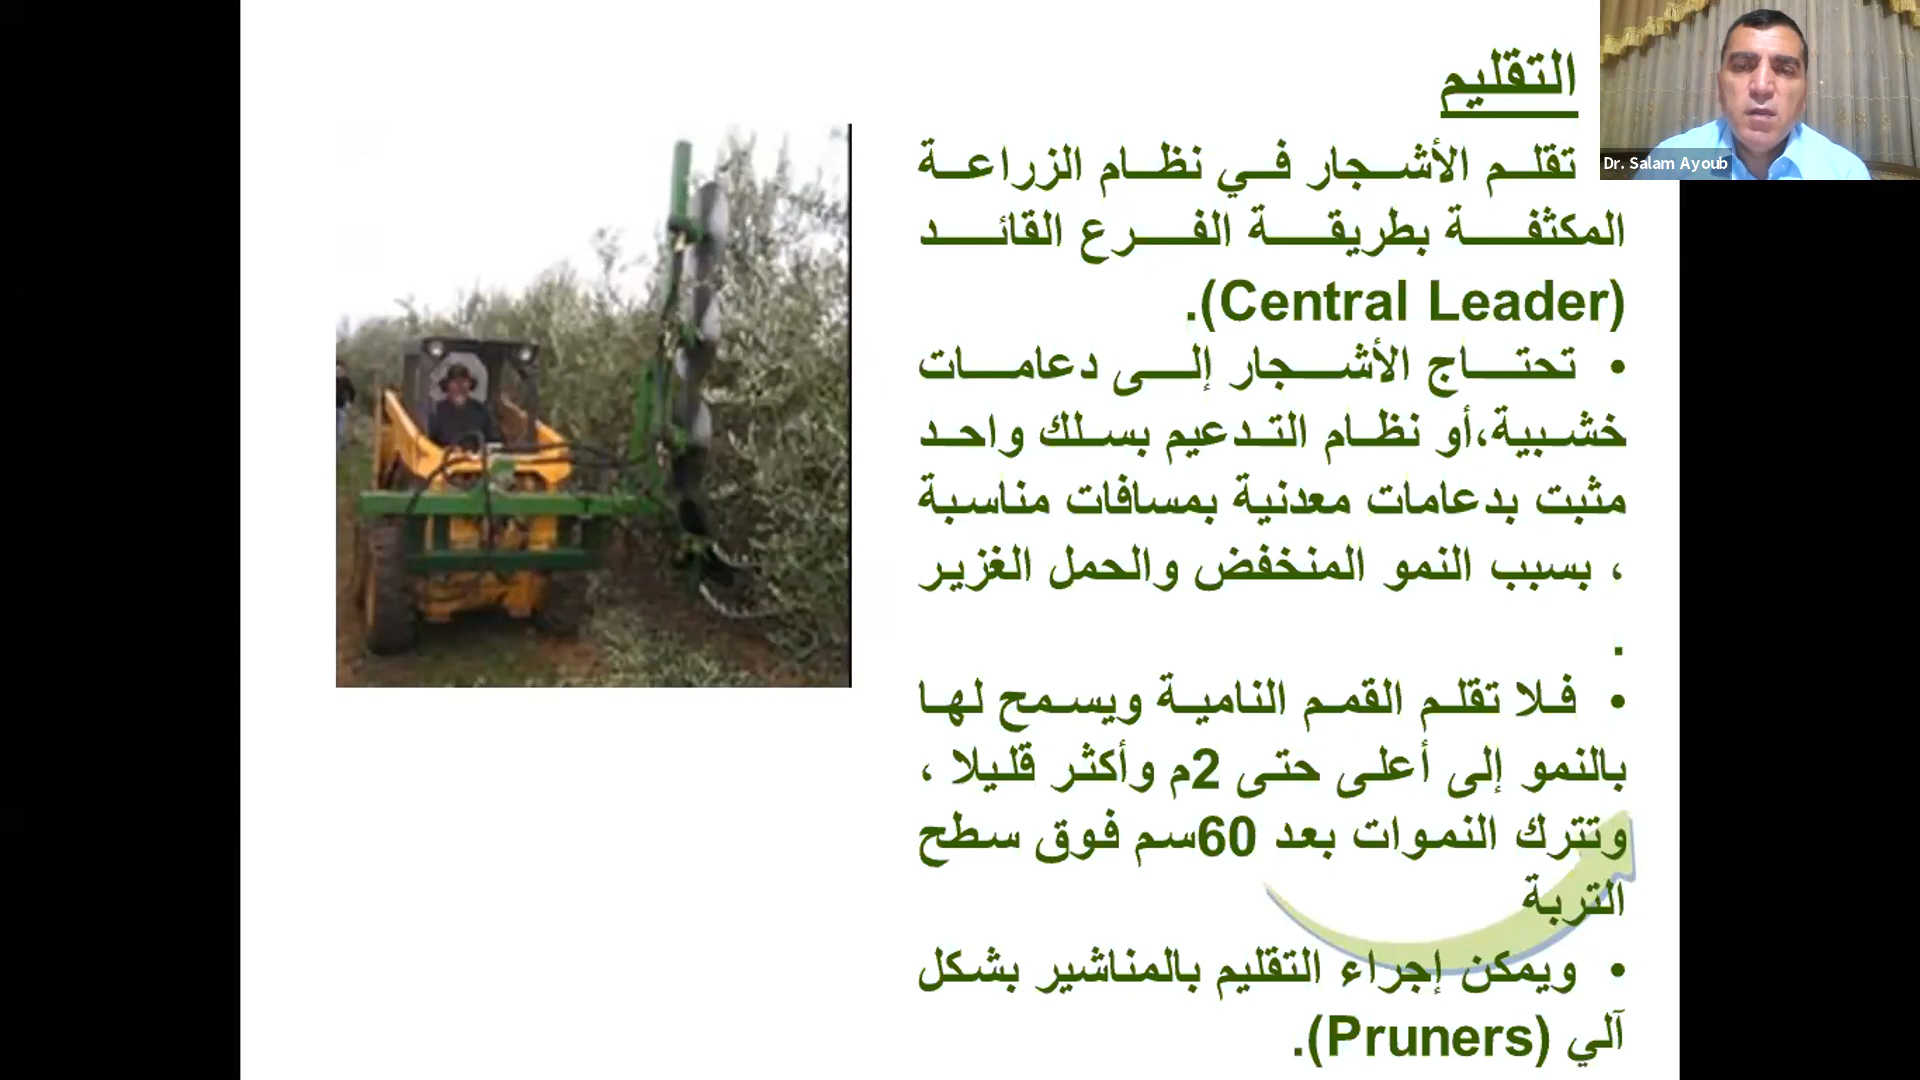 التقليم
تقلم الأشجار في نظام الزراعة
المكثفة بطريقة الفرع القائد
(Central Leader).
• تحتاج الأشجار إلى دعامات
خشبية،أو نظام التدعيم بسلك واحد
مثبت بدعامات معدنية بمسافات مناسبة
، بسبب النمو المنخفض والحمل الغزير
.
• فلا تقلم القمم النامية ويسمح لها
بالنمو إلى أعلى حتى 2م وأكثر قليلا ،
وتترك النموات بعد 60سم فوق سطح
التربة
• ويمكن إجراء التقليم بالمناشير بشكل
آلي (Pruners).
Dr. Salam Ayoub